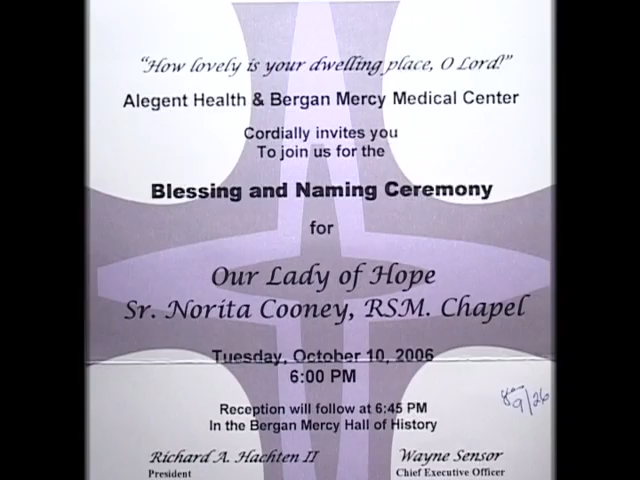 "How lovely is your dwelling place, O Lord!"
Alegent Health & Bergan Mercy Medical Center
Cordially invites you
To join us for the
Blessing and Naming Ceremony
for
Our Lady of Hope
Sr. Norita Cooney, RSM. Chapel
Tuesday, October 10, 2006
6:00 PM
Reception will follow at 6:45 PM
In the Bergan Mercy Hall of History
9/26
Richard A. Hachten II
President
Wayne Sensor
Chief Executive Officer